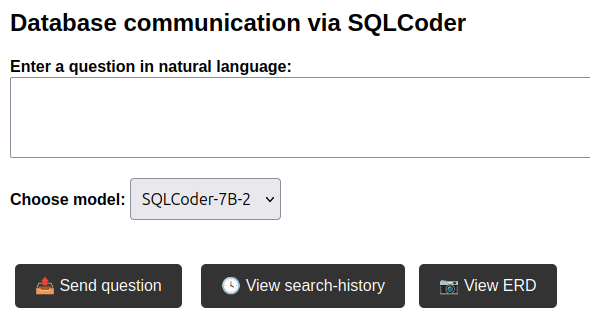 Database communication via SQLCoder
Enter a question in natural language:
Choose model: SQLCoder-7B-2
📤 Send question 🕓 View search-history 📷 View ERD